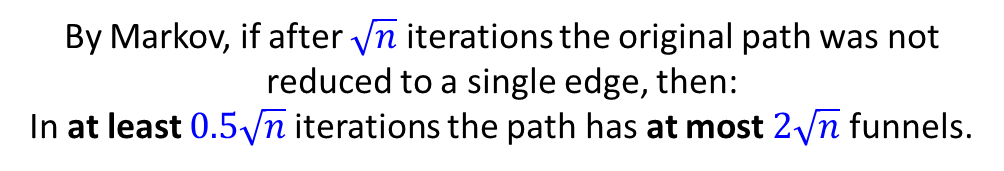 By Markov, if after √n iterations the original path was not
reduced to a single edge, then:
In at least 0.5√n iterations the path has at most 2√n funnels.